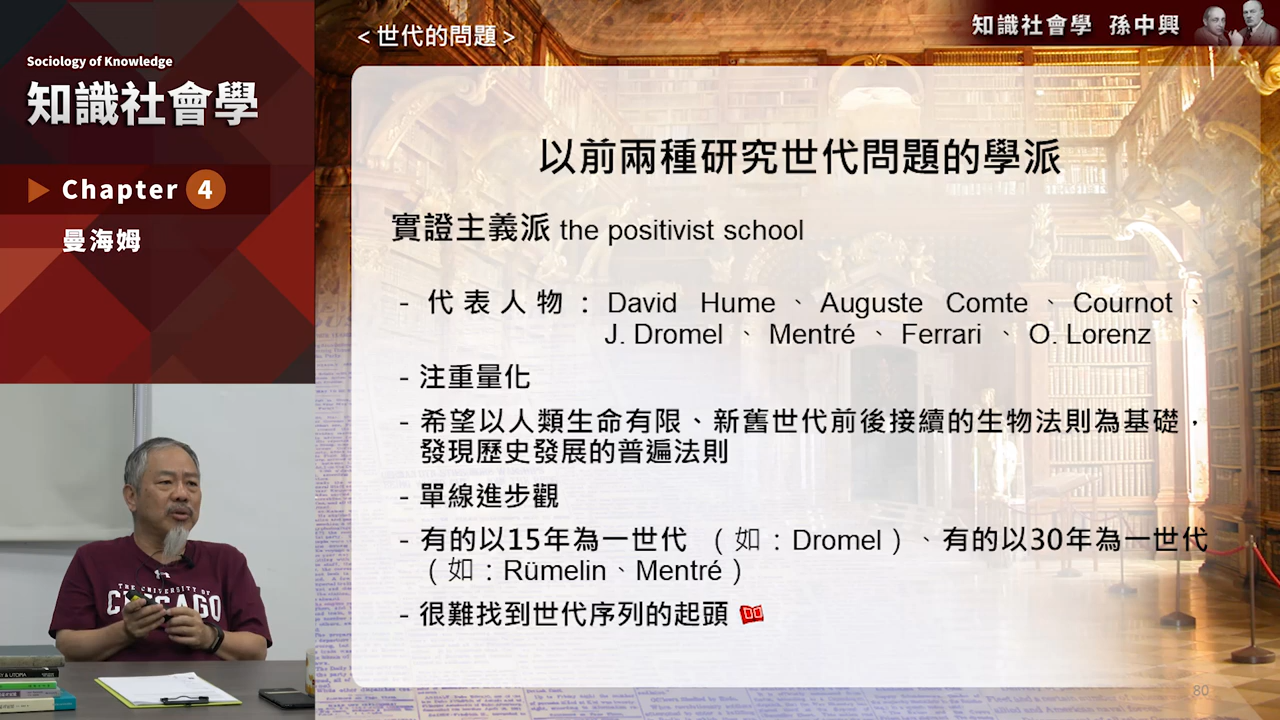 Sociology of Knowledge
知識社會學
Chapter 4
曼海姆
<世代的問題>
知識社會學 孫中興
以前兩種研究世代問題的學派
實證主義派 the positivist school
- 代表人物：David Hume、Auguste Comte、Cournot、
J. Dromel、Mentré、Ferrari、O. Lorenz
- 注重量化
- 希望以人類生命有限、新舊世代前後接續的生物法則為基礎，
發現歷史發展的普遍法則
- 單線進步觀
- 有的以15年為一世代（如：Dromel）、有的以30年為一世代
（如：Rümelin、Mentré）
- 很難找到世代序列的起頭
80
THE UNIVERSITY OF
CHICAGO